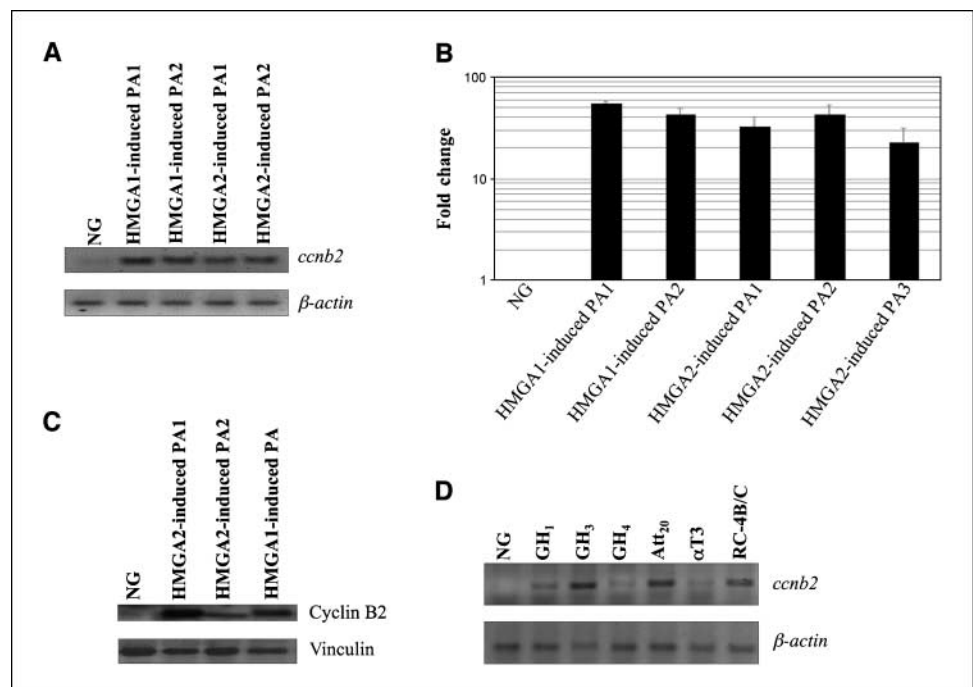 A
NG
HMGA1-induced PA1
HMGA1-induced PA2
HMGA2-induced PA1
HMGA2-induced PA2
ccnb2
β-actin
B
Fold change
100
10
1
NG
HMGA1-induced PA1
HMGA1-induced PA2
HMGA2-induced PA1
HMGA2-induced PA2
HMGA2-induced PA3
C
NG
HMGA2-induced PA1
HMGA2-induced PA2
HMGA1-induced PA
Cyclin B2
Vinculin
D
NG
GH₁
GH₃
GH₄
Att₂₀
αT3
RC-4B/C
ccnb2
β-actin